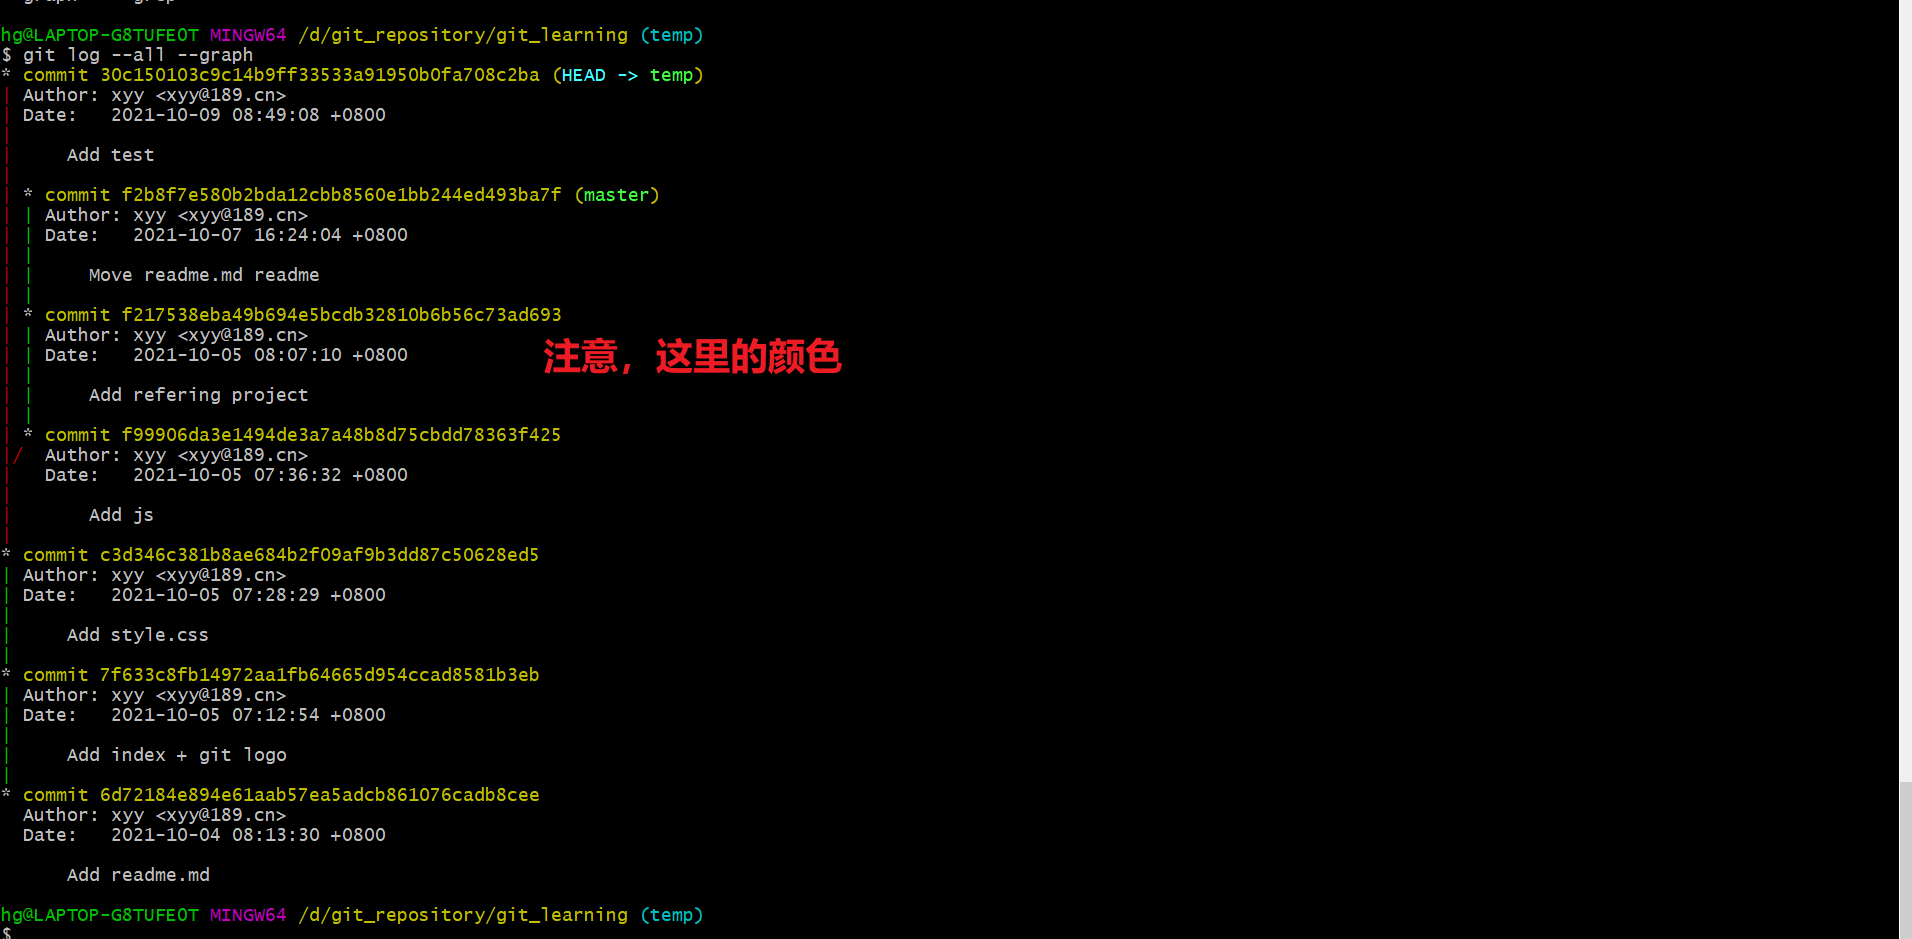 hg@LAPTOP-G8TUFE0T MINGW64 /d/git_repository/git_learning (temp)
$ git log --all --graph
* commit 30c150103c9c14b9ff33533a91950b0fa708c2ba (HEAD -> temp)
| Author: xyy <xyy@189.cn>
| Date:   2021-10-09 08:49:08 +0800
|
|     Add test
|
| * commit f2b8f7e580b2bda12cbb8560e1bb244ed493ba7f (master)
| | Author: xyy <xyy@189.cn>
| | Date:   2021-10-07 16:24:04 +0800
| |
| |     Move readme.md readme
| |
| * commit f217538eba49b694e5bcdb32810b6b56c73ad693
| | Author: xyy <xyy@189.cn>
| | Date:   2021-10-05 08:07:10 +0800
注意，这里的颜色
| |
| |     Add refering project
| |
| * commit f99906da3e1494de3a7a48b8d75cbdd78363f425
|/  Author: xyy <xyy@189.cn>
|   Date:   2021-10-05 07:36:32 +0800
|
|       Add js
|
* commit c3d346c381b8ae684b2f09af9b3dd87c50628ed5
| Author: xyy <xyy@189.cn>
| Date:   2021-10-05 07:28:29 +0800
|
|     Add style.css
|
* commit 7f633c8fb14972aa1fb64665d954ccad8581b3eb
| Author: xyy <xyy@189.cn>
| Date:   2021-10-05 07:12:54 +0800
|
|     Add index + git logo
|
* commit 6d72184e894e61aab57ea5adcb861076cadb8cee
  Author: xyy <xyy@189.cn>
  Date:   2021-10-04 08:13:30 +0800

      Add readme.md

hg@LAPTOP-G8TUFE0T MINGW64 /d/git_repository/git_learning (temp)
$